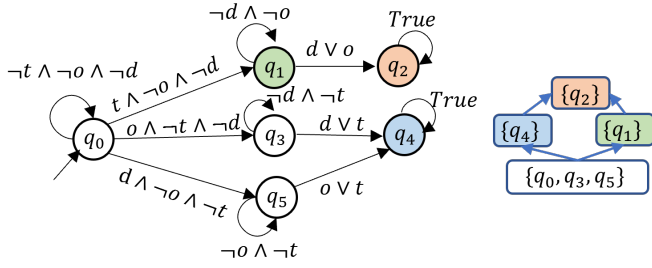 ¬d ∧ ¬o
True
¬t ∧ ¬o ∧ ¬d
t ∧ ¬o ∧ ¬d
q₁
d ∨ o
q₂
¬d ∧ ¬t
True
q₀
o ∧ ¬t ∧ ¬d
q₃
d ∨ t
q₄
d ∧ ¬o ∧ ¬t
q₅
o ∨ t
¬o ∧ ¬t
{q₂}
{q₄}
{q₁}
{q₀, q₃, q₅}